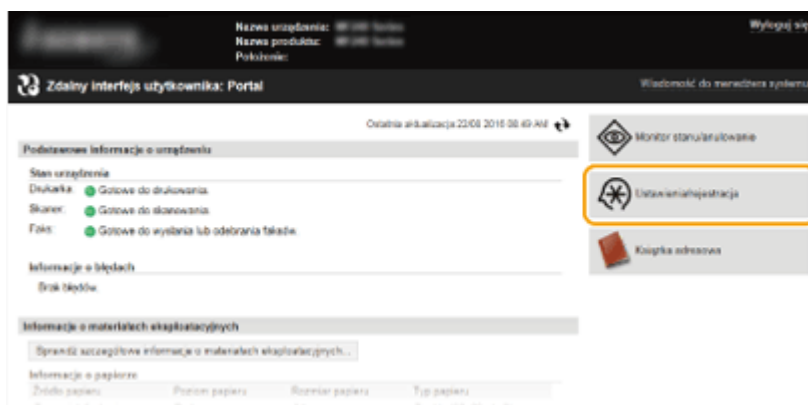 Nazwa urządzenia:
Nazwa produktu:
Położenie:
Wyloguj się
Zdalny interfejs użytkownika: Portal
Wiadomość do menedżera systemu
Ostatnia aktualizacja:22/08 2016 08:49 AM
Podstawowe informacje o urządzeniu
Stan urządzenia
Drukarka: Gotowe do drukowania.
Skaner: Gotowe do skanowania.
Faks: Gotowe do wysłania lub odebrania faksów.
Informacje o błędach
Brak błędów.
Informacje o materiałach eksploatacyjnych
Sprawdź szczegółowe informacje o materiałach eksploatacyjnych...
Informacje o papierze
Źródło papieru Poziom papieru Rozmiar papieru Typ papieru
Monitor stanu/anulowanie
Ustawienia/rejestracja
Książka adresowa